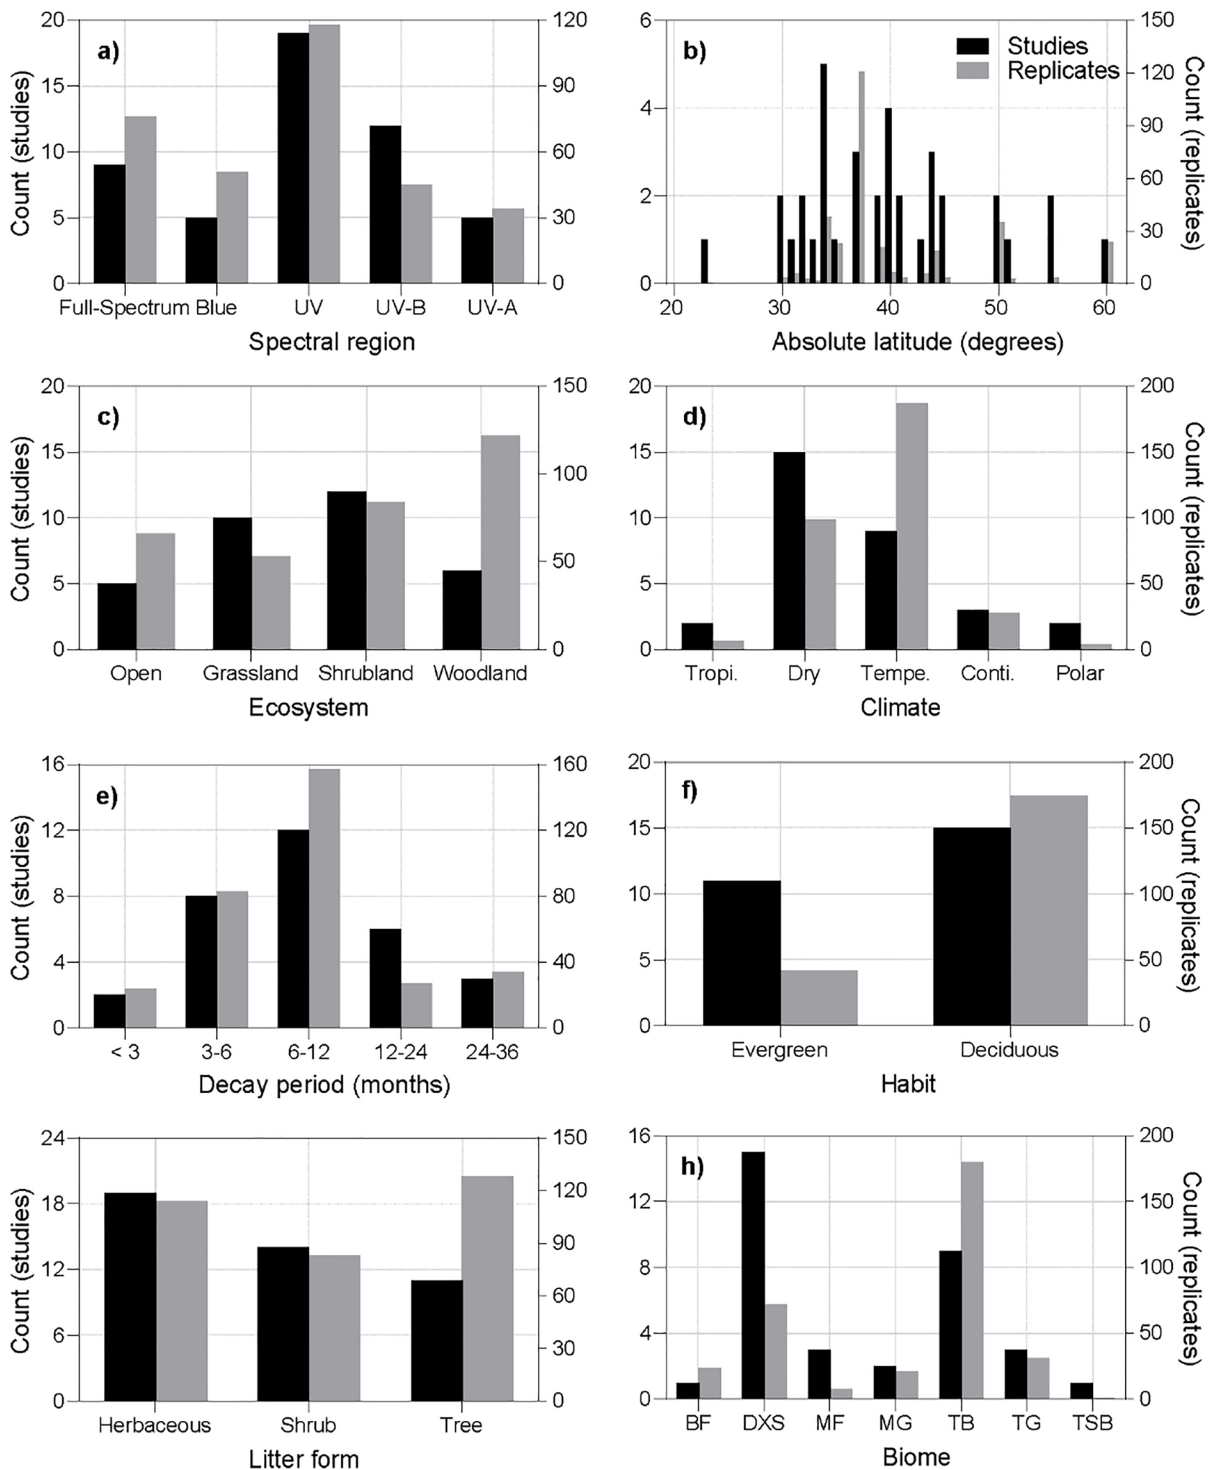 a)
20
15
10
5
0
120
90
60
30
0
Count (studies)
Full-Spectrum Blue UV UV-B UV-A
Spectral region
b)
Studies
Replicates
6
4
2
0
150
120
90
60
30
0
Count (replicates)
20 30 40 50 60
Absolute latitude (degrees)
c)
20
15
10
5
0
150
100
50
0
Count (studies)
Open Grassland Shrubland Woodland
Ecosystem
d)
20
15
10
5
0
200
150
100
50
0
Count (replicates)
Tropi. Dry Tempe. Conti. Polar
Climate
e)
16
12
8
4
0
160
120
80
40
0
Count (studies)
< 3 3-6 6-12 12-24 24-36
Decay period (months)
f)
20
15
10
5
0
200
150
100
50
0
Count (replicates)
Evergreen Deciduous
Habit
24
18
12
6
0
150
120
90
60
30
0
Count (studies)
Herbaceous Shrub Tree
Litter form
h)
16
12
8
4
0
200
150
100
50
0
Count (replicates)
BF DXS MF MG TB TG TSB
Biome